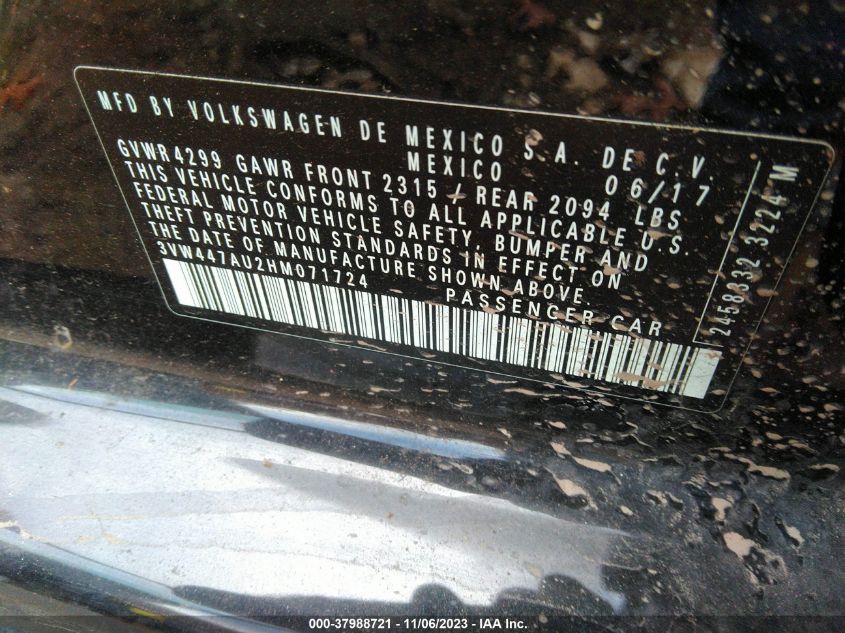 MFD BY VOLKSWAGEN DE MEXICO S.A. DE C.V.
MEXICO 06/17
GVWR 4299 GAWR FRONT 2315 / REAR 2094 LBS
THIS VEHICLE CONFORMS TO ALL APPLICABLE U.S.
FEDERAL MOTOR VEHICLE SAFETY, BUMPER AND
THEFT PREVENTION STANDARDS IN EFFECT ON
THE DATE OF MANUFACTURE SHOWN ABOVE.
3VW447AU2HM071724 PASSENGER CAR
2458332 3224 M
000-37988721 - 11/06/2023 - IAA Inc.